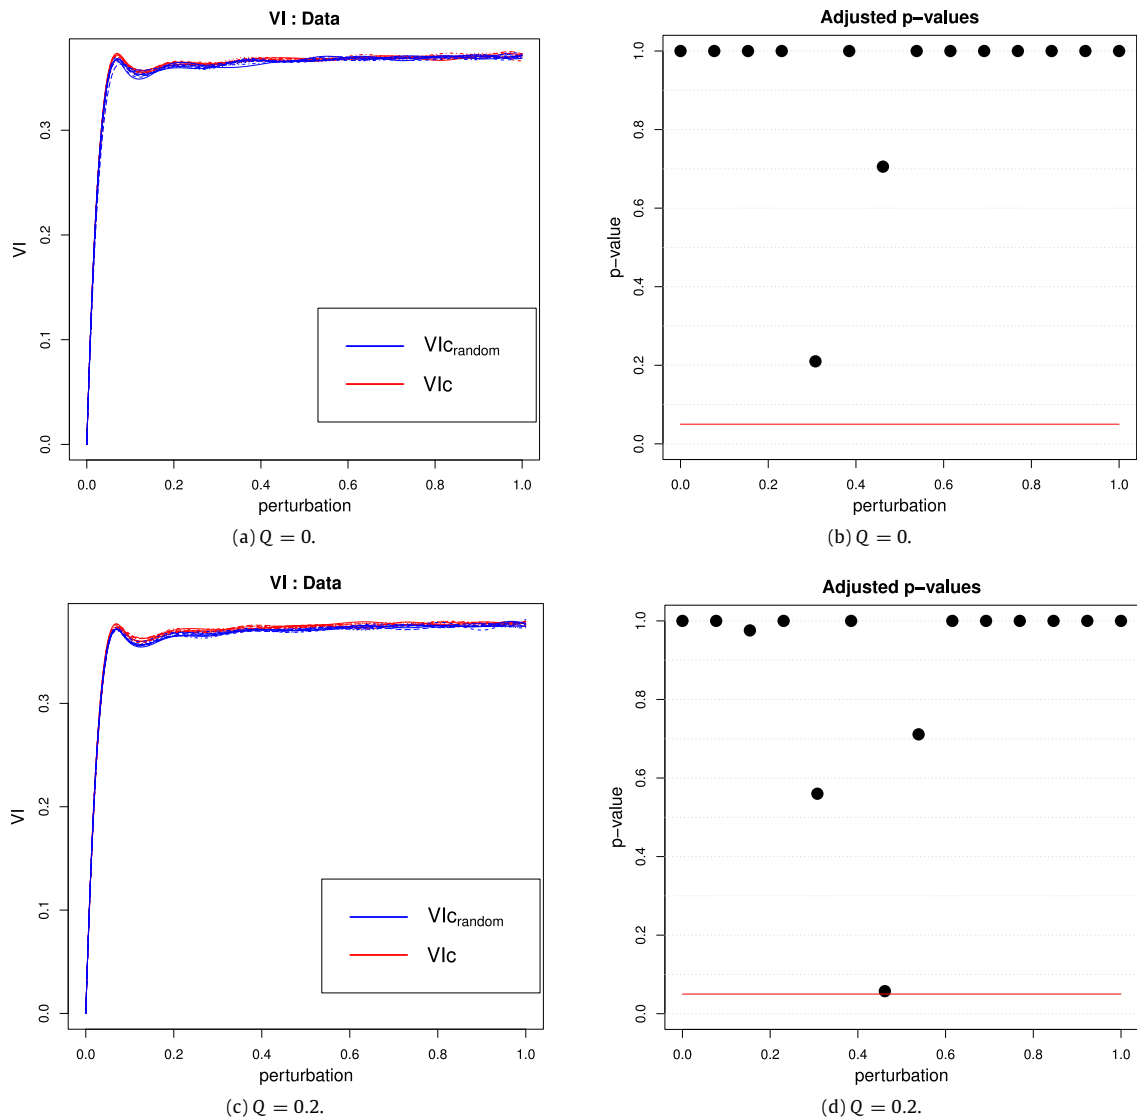 VI : Data
VI
0.0 0.1 0.2 0.3
VIc_random
VIc
0.0 0.2 0.4 0.6 0.8 1.0
perturbation
(a) Q = 0.
Adjusted p−values
p−value
0.0 0.2 0.4 0.6 0.8 1.0
0.0 0.2 0.4 0.6 0.8 1.0
perturbation
(b) Q = 0.
VI : Data
VI
0.0 0.1 0.2 0.3
VIc_random
VIc
0.0 0.2 0.4 0.6 0.8 1.0
perturbation
(c) Q = 0.2.
Adjusted p−values
p−value
0.0 0.2 0.4 0.6 0.8 1.0
0.0 0.2 0.4 0.6 0.8 1.0
perturbation
(d) Q = 0.2.